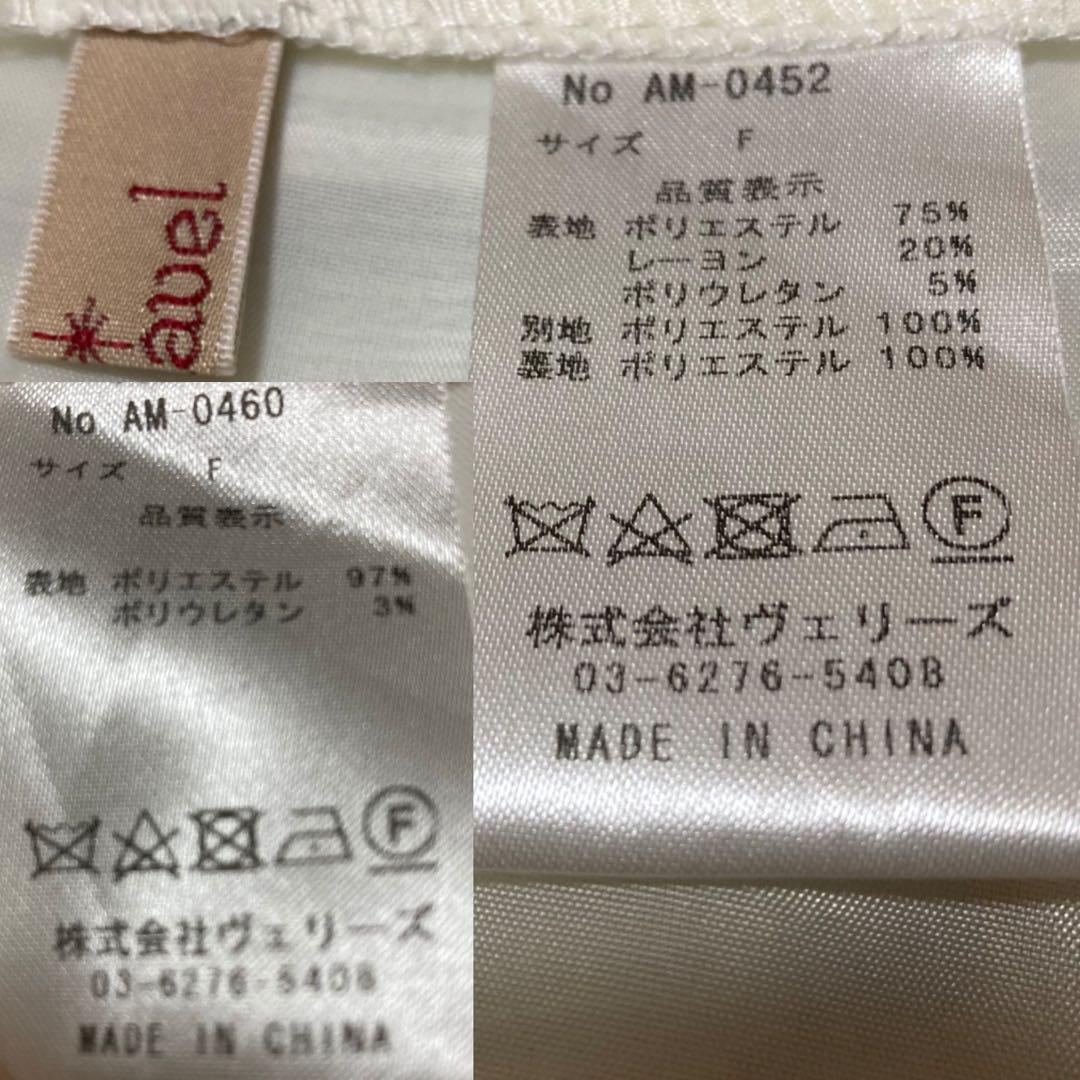 avel
No AM-0452
サイズ F
品質表示
表地 ポリエステル 75%
レーヨン 20%
ポリウレタン 5%
別地 ポリエステル 100%
裏地 ポリエステル 100%
F
株式会社ヴェリーズ
03-6276-5408
MADE IN CHINA
No AM-0460
サイズ F
品質表示
表地 ポリエステル 97%
ポリウレタン 3%
F
株式会社ヴェリーズ
03-6276-5408
MADE IN CHINA